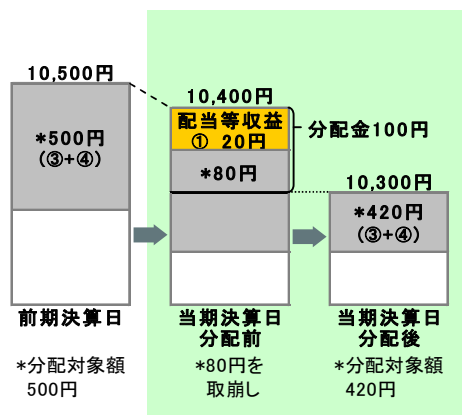 10,500円
*500円
(③+④)
前期決算日
*分配対象額
500円
10,400円
配当等収益
① 20円
*80円
分配金100円
当期決算日
分配前
*80円を
取崩し
10,300円
*420円
(③+④)
当期決算日
分配後
*分配対象額
420円